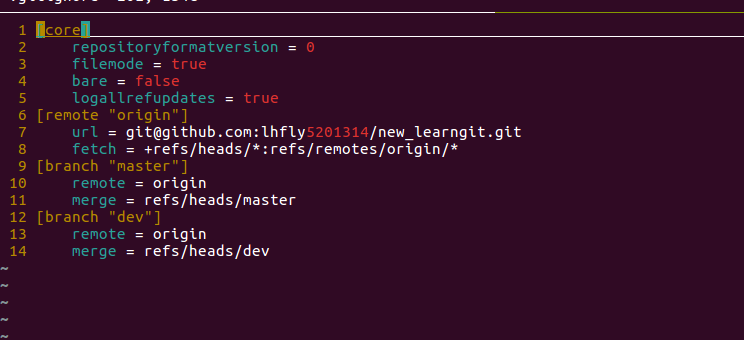 1 [core]
2     repositoryformatversion = 0
3     filemode = true
4     bare = false
5     logallrefupdates = true
6 [remote "origin"]
7     url = git@github.com:lhfly5201314/new_learngit.git
8     fetch = +refs/heads/*:refs/remotes/origin/*
9 [branch "master"]
10     remote = origin
11     merge = refs/heads/master
12 [branch "dev"]
13     remote = origin
14     merge = refs/heads/dev
~
~
~
~
~